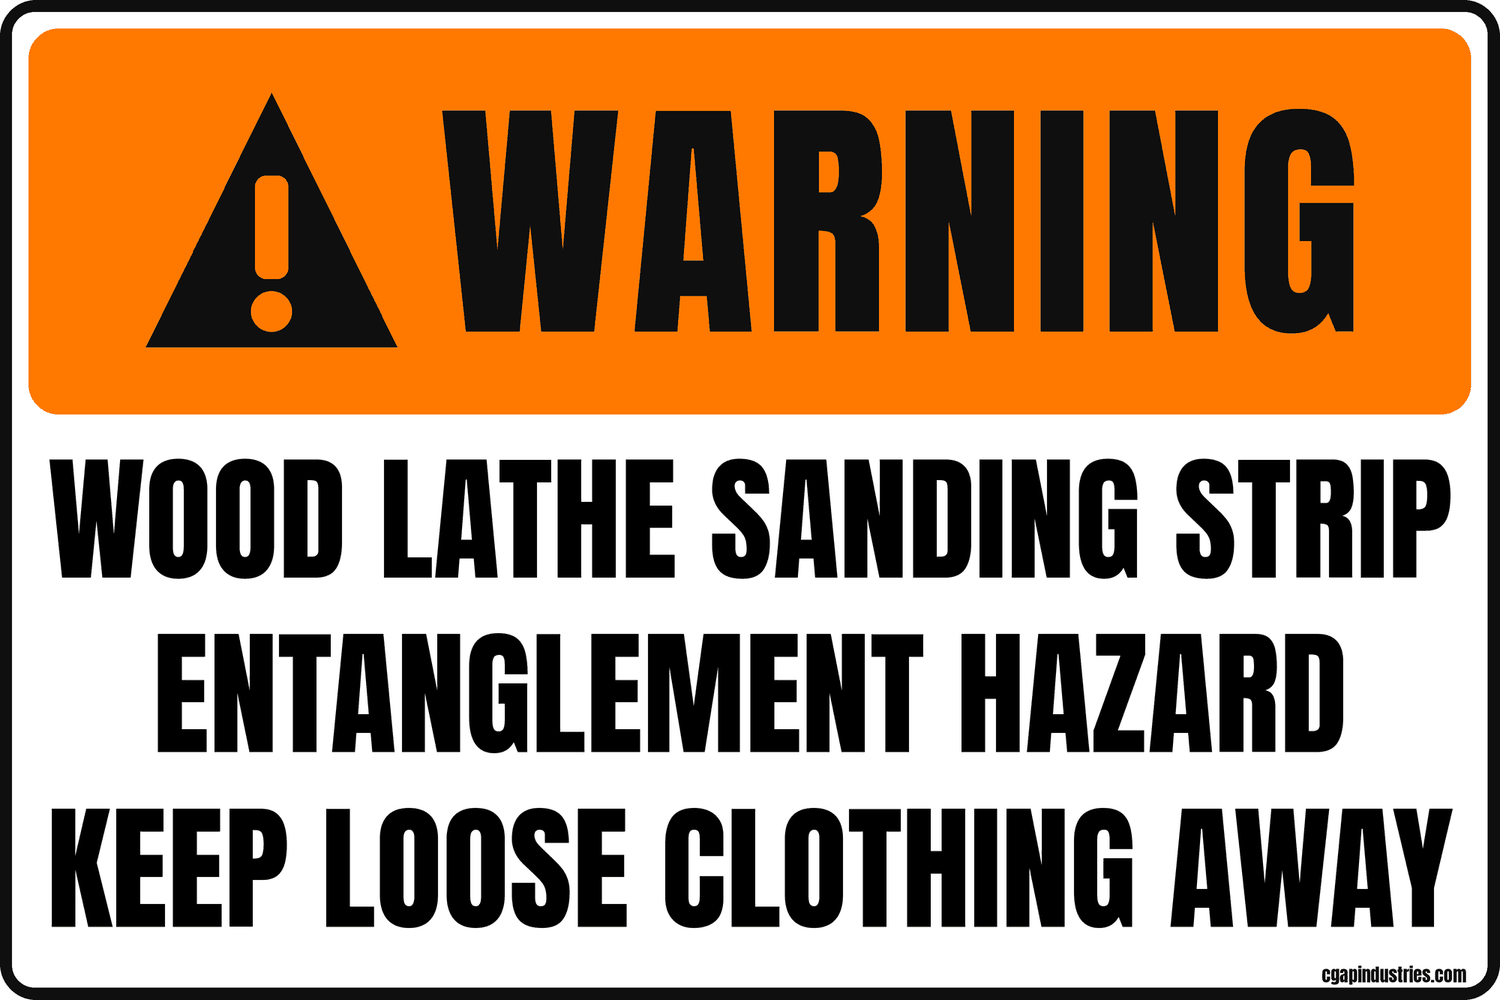 WARNING
WOOD LATHE SANDING STRIP
ENTANGLEMENT HAZARD
KEEP LOOSE CLOTHING AWAY
cgapindustries.com